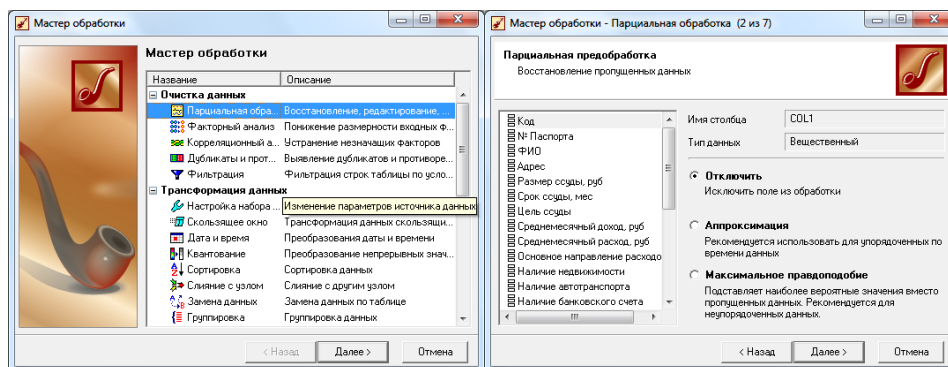 Мастер обработки
Мастер обработки
Название Описание
Очистка данных
Парциальная обра... Восстановление, редактирование, ...
Факторный анализ Понижение размерности входных ф...
Корреляционный а... Устранение незначащих факторов
Дубликаты и прот... Выявление дубликатов и противоре...
Фильтрация Фильтрация строк таблицы по усло...
Трансформация данных
Настройка набора ... Изменение параметров источника данных
Скользящее окно Трансформация данных скользящи...
Дата и время Преобразования даты и времени
Квантование Преобразование непрерывных знач...
Сортировка Сортировка данных
Слияние с узлом Слияние с другим узлом
Замена данных Замена данных по таблице
Группировка Группировка данных
< Назад Далее > Отмена
Мастер обработки - Парциальная обработка (2 из 7)
Парциальная предобработка
Восстановление пропущенных данных
Код
№ Паспорта
ФИО
Адрес
Размер ссуды, руб
Срок ссуды, мес
Цель ссуды
Среднемесячный доход, руб
Среднемесячный расход, руб
Основное направление расходо
Наличие недвижимости
Наличие автотранспорта
Наличие банковского счета
Имя столбца COL1
Тип данных Вещественный
Отключить
Исключить поле из обработки
Аппроксимация
Рекомендуется использовать для упорядоченных по
времени данных
Максимальное правдоподобие
Подставляет наиболее вероятные значения вместо
пропущенных данных. Рекомендуется для
неупорядоченных данных.
< Назад Далее > Отмена